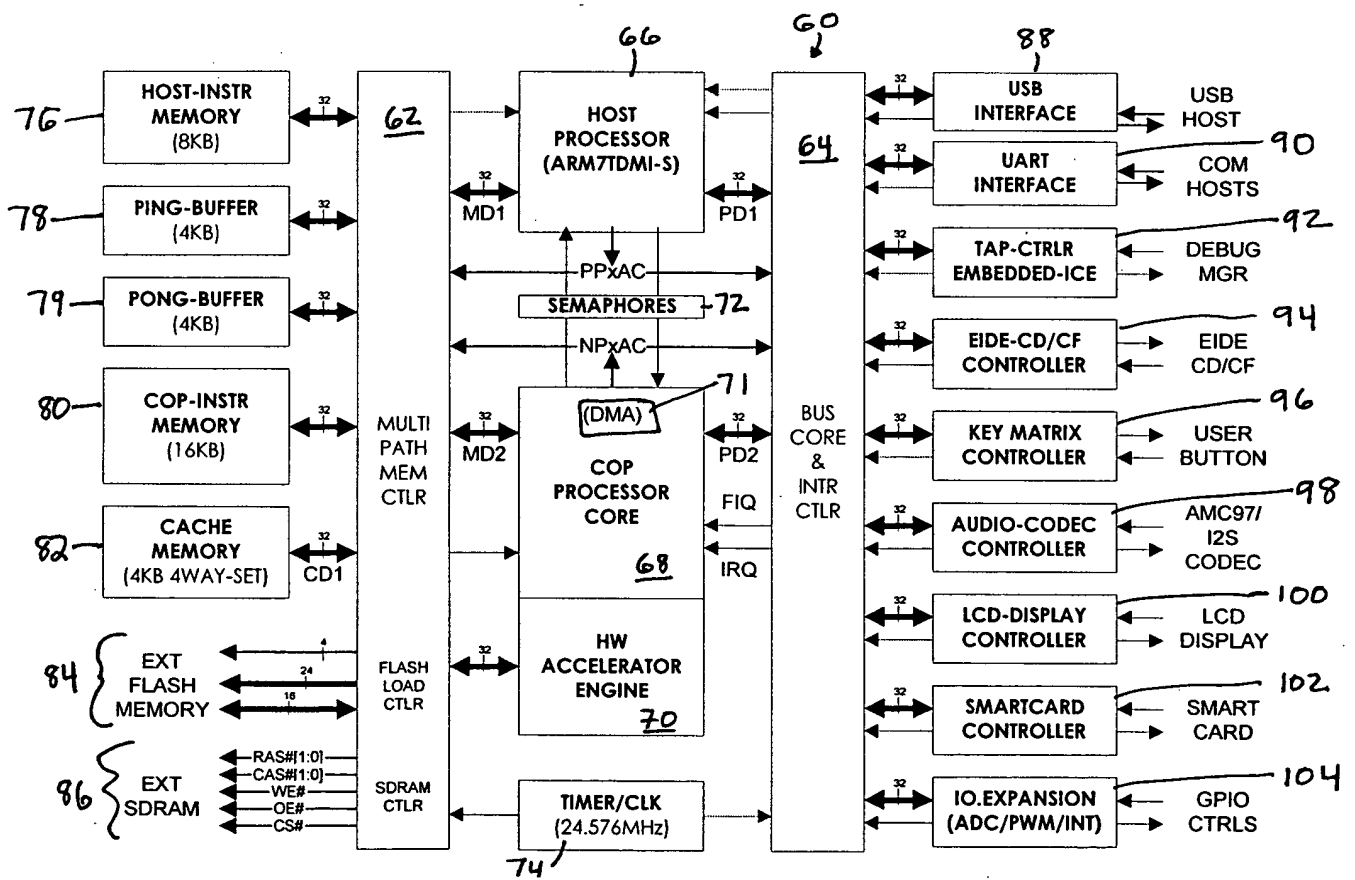 60
66
88
76
HOST-INSTR
MEMORY
(8KB)
32
62
HOST
PROCESSOR
(ARM7TDMI-S)
64
32
USB
INTERFACE
USB
HOST
78
PING-BUFFER
(4KB)
32
32
MD1
32
PD1
32
UART
INTERFACE
90
COM
HOSTS
79
PONG-BUFFER
(4KB)
32
PPxAC
SEMAPHORES
72
NPxAC
32
TAP-CTRLR
EMBEDDED-ICE
92
DEBUG
MGR
32
EIDE-CD/CF
CONTROLLER
94
EIDE
CD/CF
80
COP-INSTR
MEMORY
(16KB)
32
MULTI
PATH
MEM
CTLR
32
MD2
(DMA)
71
COP
PROCESSOR
CORE
68
32
PD2
FIQ
IRQ
BUS
CORE
&
INTR
CTLR
32
KEY MATRIX
CONTROLLER
96
USER
BUTTON
82
CACHE
MEMORY
(4KB 4WAY-SET)
32
CD1
32
AUDIO-CODEC
CONTROLLER
98
AMC97/
I2S
CODEC
84
EXT
FLASH
MEMORY
4
24
16
FLASH
LOAD
CTLR
32
HW
ACCELERATOR
ENGINE
70
32
LCD-DISPLAY
CONTROLLER
100
LCD
DISPLAY
32
SMARTCARD
CONTROLLER
102
SMART
CARD
86
EXT
SDRAM
RAS#[1:0]
CAS#[1:0]
WE#
OE#
CS#
SDRAM
CTLR
TIMER/CLK
(24.576MHz)
74
32
IO.EXPANSION
(ADC/PWM/INT)
104
GPIO
CTRLS